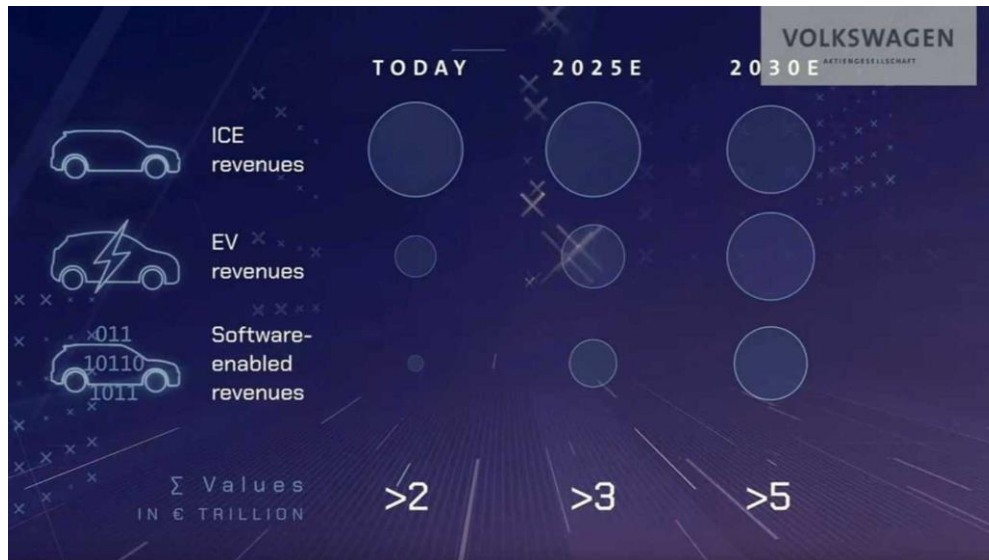 VOLKSWAGEN
AKTIENGESELLSCHAFT
TODAY 2025E 2030E
ICE
revenues
EV
revenues
011
10110
1011
Software-
enabled
revenues
∑ Values
IN € TRILLION
>2 >3 >5